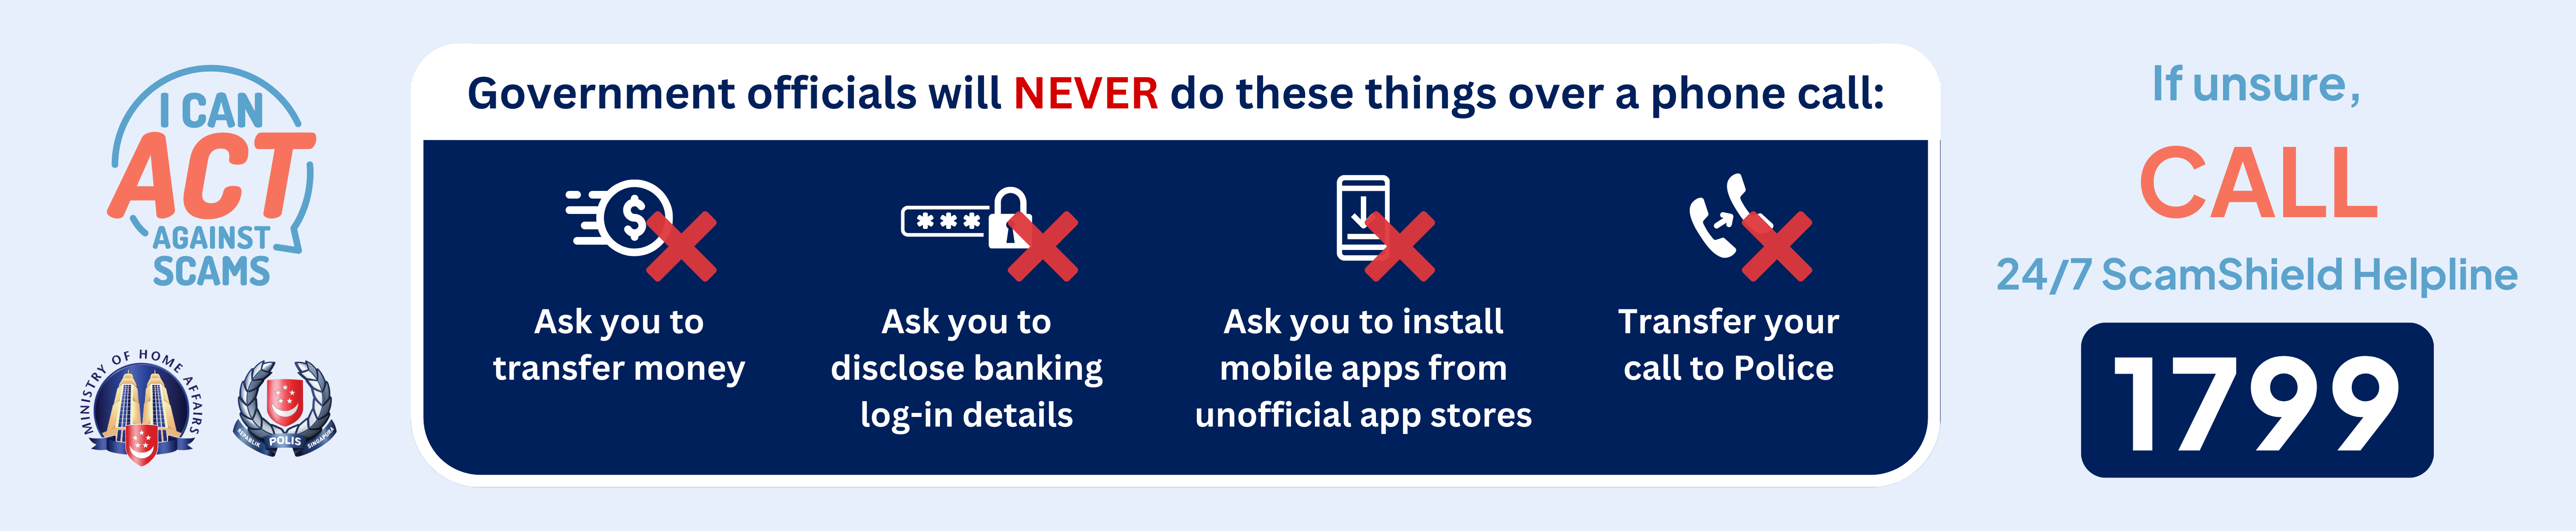 I CAN
ACT
AGAINST
SCAMS
MINISTRY OF HOME AFFAIRS
REPUBLIK POLIS SINGAPURA
Government officials will NEVER do these things over a phone call:
$
***
Ask you to
transfer money
Ask you to
disclose banking
log-in details
Ask you to install
mobile apps from
unofficial app stores
Transfer your
call to Police
If unsure,
CALL
24/7 ScamShield Helpline
1799